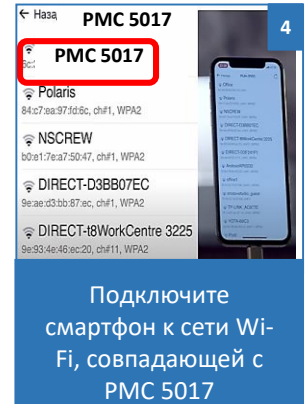 ← Наза
PMC 5017
4
PMC 5017
Polaris
84:c7:ea:97:fd:6c, ch#1, WPA2
NSCREW
b0:e1:7e:a7:50:47, ch#1, WPA2
DIRECT-D3BB07EC
9e:ae:d3:bb:87:ec, ch#1, WPA2
DIRECT-t8WorkCentre 3225
9e:93:4e:46:ec:20, ch#11, WPA2
Подключите
смартфон к сети Wi-
Fi, совпадающей с
PMC 5017